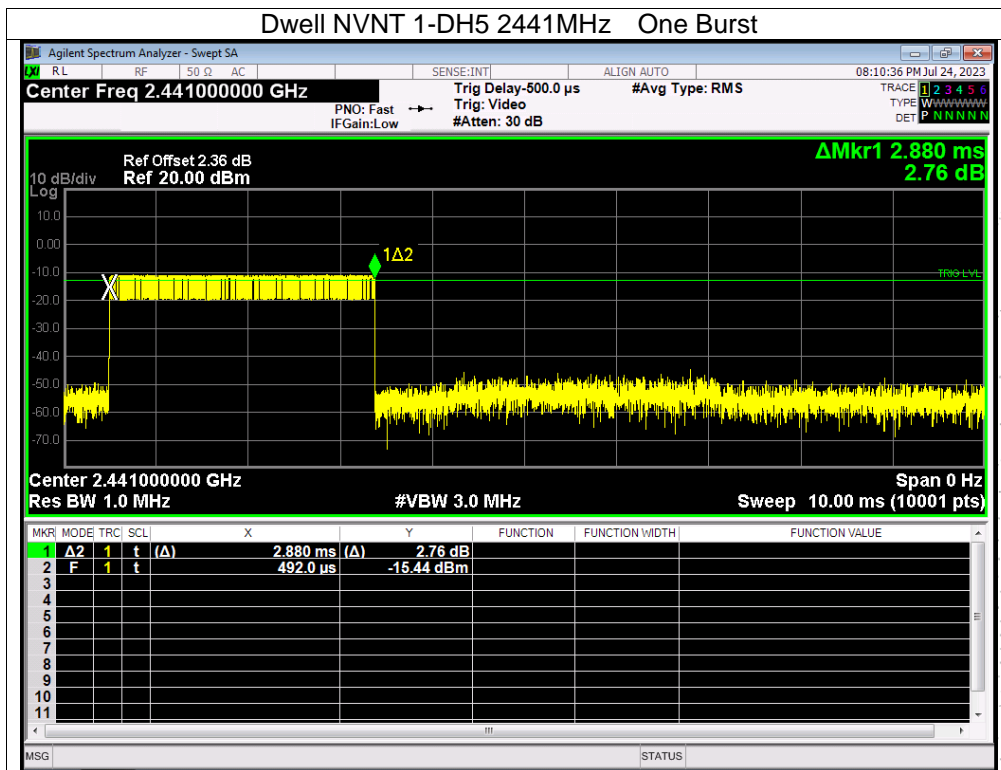 Dwell NVNT 1-DH5 2441MHz One Burst
Agilent Spectrum Analyzer - Swept SA
LXI RL RF 50 Ω AC SENSE:INT ALIGN AUTO 08:10:36 PM Jul 24, 2023
Center Freq 2.441000000 GHz
PNO: Fast
IFGain:Low
Trig Delay-500.0 µs
Trig: Video
#Atten: 30 dB
#Avg Type: RMS
TRACE 1 2 3 4 5 6
TYPE WWWWWW
DET P N N N N N
ΔMkr1 2.880 ms
2.76 dB
Ref Offset 2.36 dB
10 dB/div Ref 20.00 dBm
Log
10.0
0.00
-10.0
-20.0
-30.0
-40.0
-50.0
-60.0
-70.0
1Δ2
TRIG LVL
Center 2.441000000 GHz Span 0 Hz
Res BW 1.0 MHz #VBW 3.0 MHz Sweep 10.00 ms (10001 pts)
MKR MODE TRC SCL X Y FUNCTION FUNCTION WIDTH FUNCTION VALUE
1 Δ2 1 t (Δ) 2.880 ms (Δ) 2.76 dB
2 F 1 t 492.0 µs -15.44 dBm
3
4
5
6
7
8
9
10
11
MSG STATUS